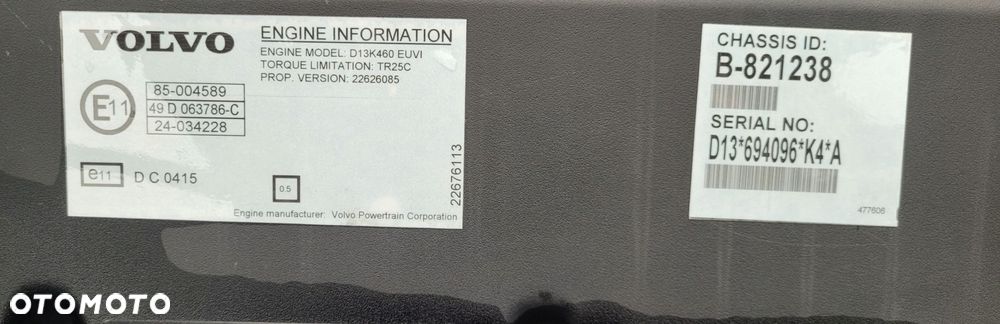 VOLVO
ENGINE INFORMATION
ENGINE MODEL: D13K460 EUVI
TORQUE LIMITATION: TR25C
PROP. VERSION: 22626085
E11
85-004589
49 D 063786-C
24-034228
e11
D C 0415
0.5
22676113
Engine manufacturer: Volvo Powertrain Corporation
CHASSIS ID:
B-821238
SERIAL NO:
D13*694096*K4*A
477606
OTOMOTO